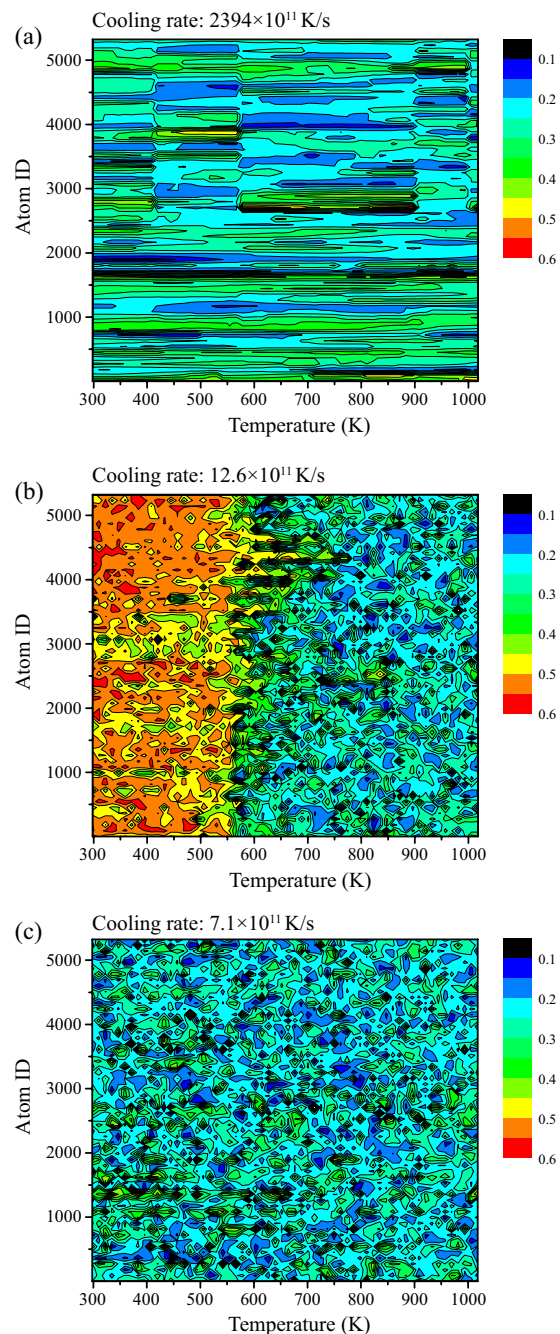 (a)
Cooling rate: 2394×10¹¹ K/s
5000
4000
3000
2000
1000
Atom ID
300 400 500 600 700 800 900 1000
Temperature (K)
0.1
0.2
0.3
0.4
0.5
0.6
(b)
Cooling rate: 12.6×10¹¹ K/s
5000
4000
3000
2000
1000
Atom ID
300 400 500 600 700 800 900 1000
Temperature (K)
0.1
0.2
0.3
0.4
0.5
0.6
(c)
Cooling rate: 7.1×10¹¹ K/s
5000
4000
3000
2000
1000
Atom ID
300 400 500 600 700 800 900 1000
Temperature (K)
0.1
0.2
0.3
0.4
0.5
0.6